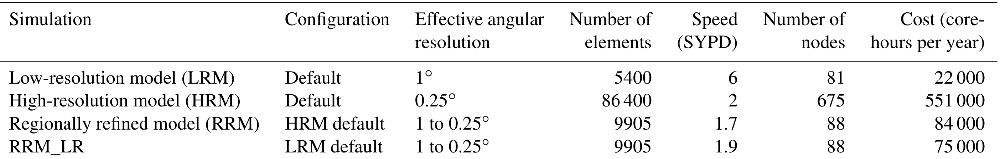 Simulation Configuration Effective angular Number of Speed Number of Cost (core-
resolution elements (SYPD) nodes hours per year)
Low-resolution model (LRM) Default 1° 5400 6 81 22 000
High-resolution model (HRM) Default 0.25° 86 400 2 675 551 000
Regionally refined model (RRM) HRM default 1 to 0.25° 9905 1.7 88 84 000
RRM_LR LRM default 1 to 0.25° 9905 1.9 88 75 000